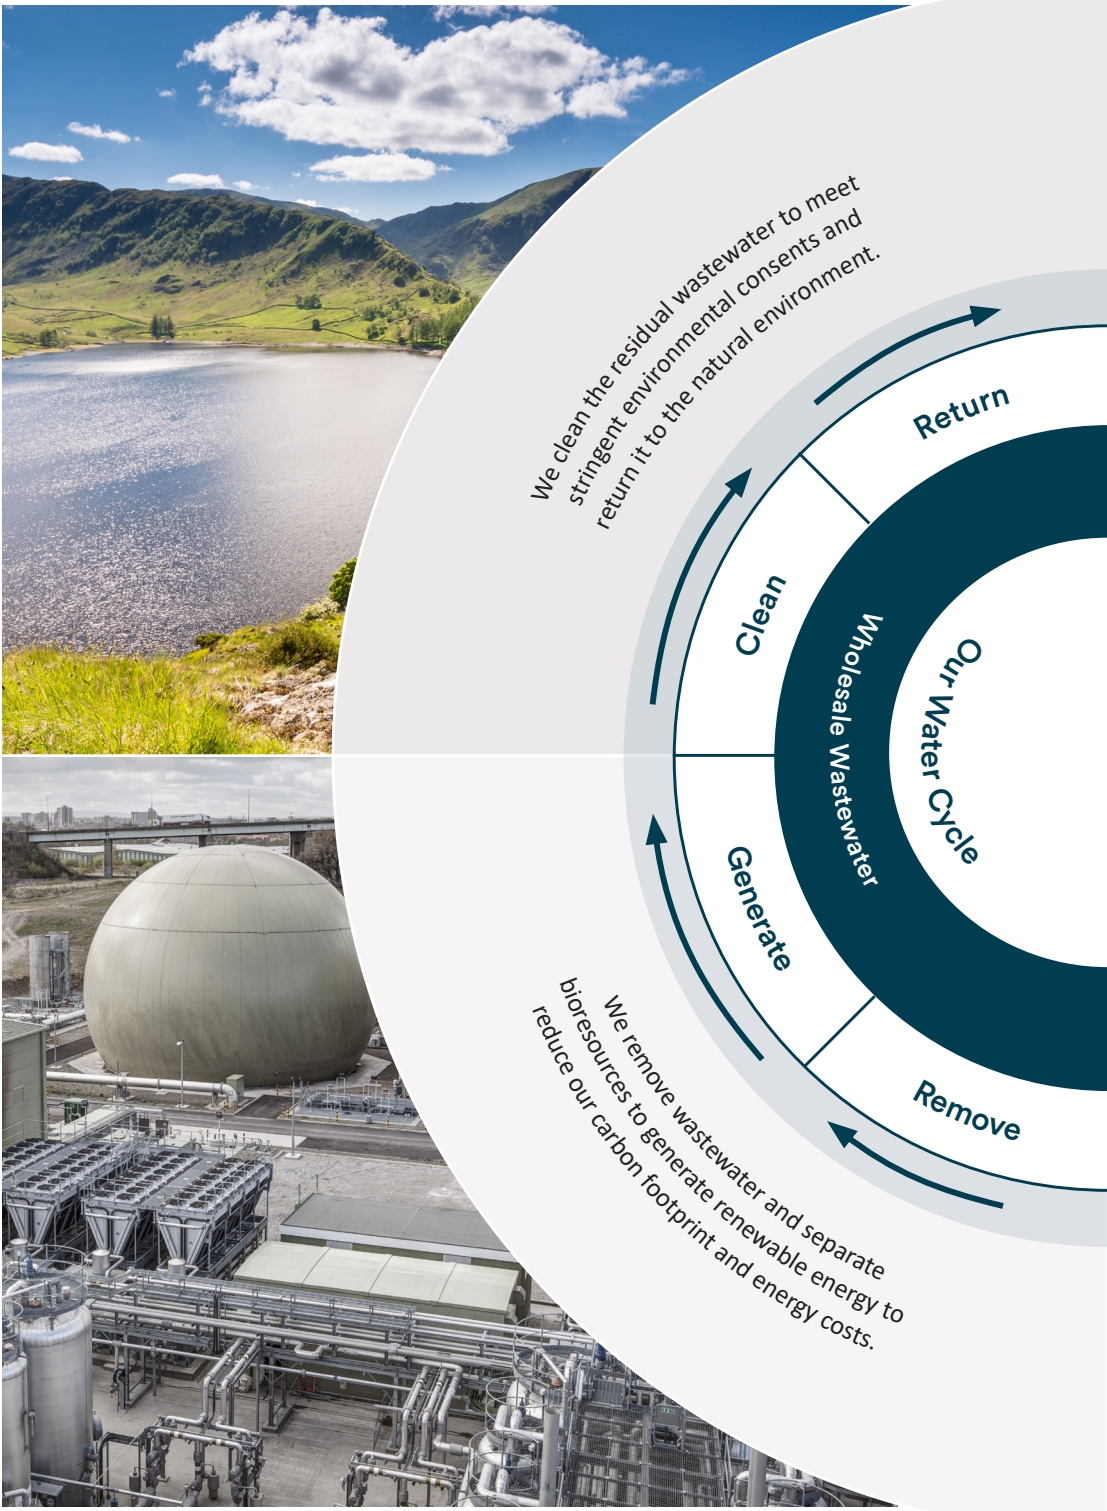 We clean the residual wastewater to meet
stringent environmental consents and
return it to the natural environment.
Return
Clean
Wholesale Wastewater
Our Water Cycle
Generate
Remove
We remove wastewater and separate
bioresources to generate renewable energy to
reduce our carbon footprint and energy costs.